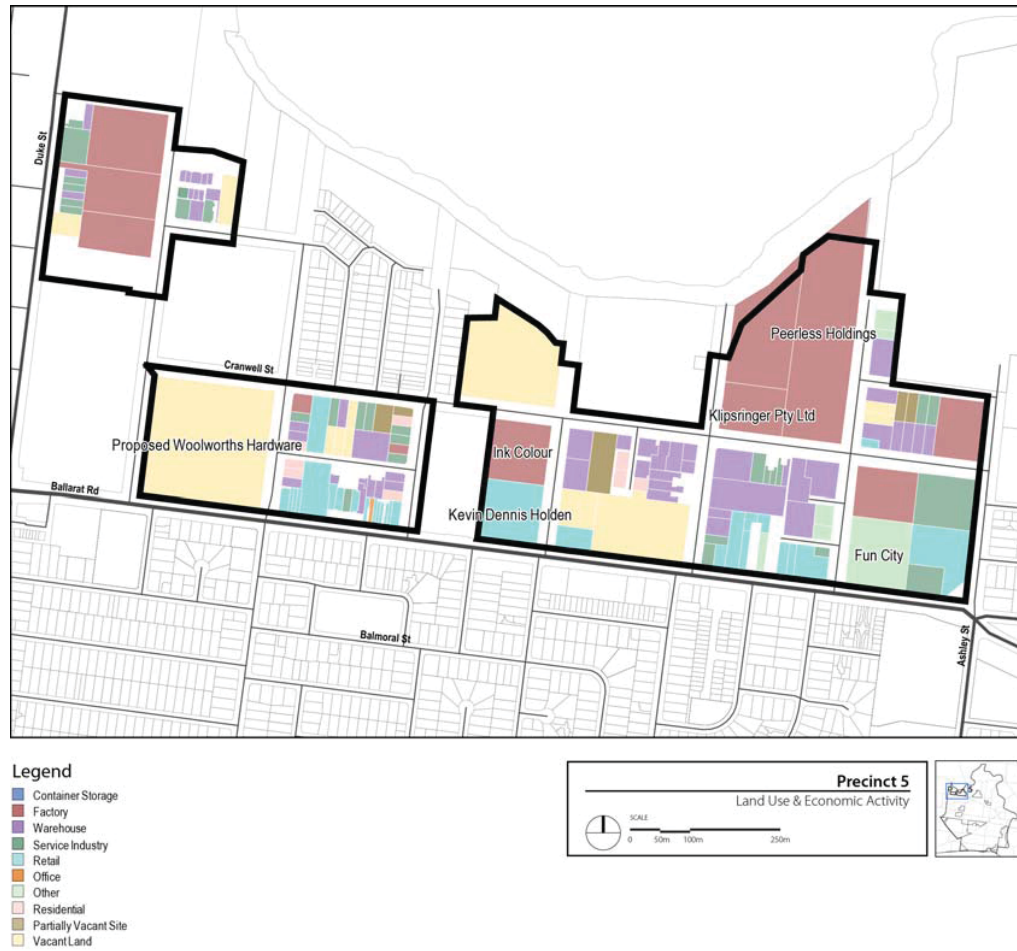 Duke St
Peerless Holdings
Cranwell St
Klipsringer Pty Ltd
Proposed Woolworths Hardware
Ink Colour
Ballarat Rd
Kevin Dennis Holden
Fun City
Balmoral St
Ashley St
Legend
Container Storage
Factory
Warehouse
Service Industry
Retail
Office
Other
Residential
Partially Vacant Site
Vacant Land
Precinct 5
Land Use & Economic Activity
SCALE
0 50m 100m 250m